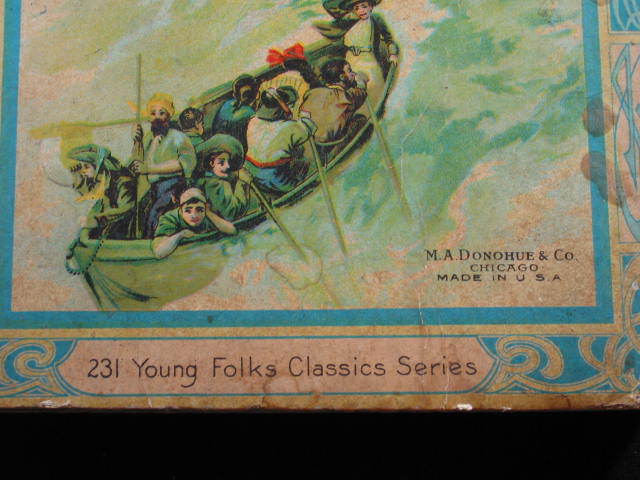 M.A. DONOHUE & CO.
CHICAGO
MADE IN U.S.A
231 Young Folks Classics Series